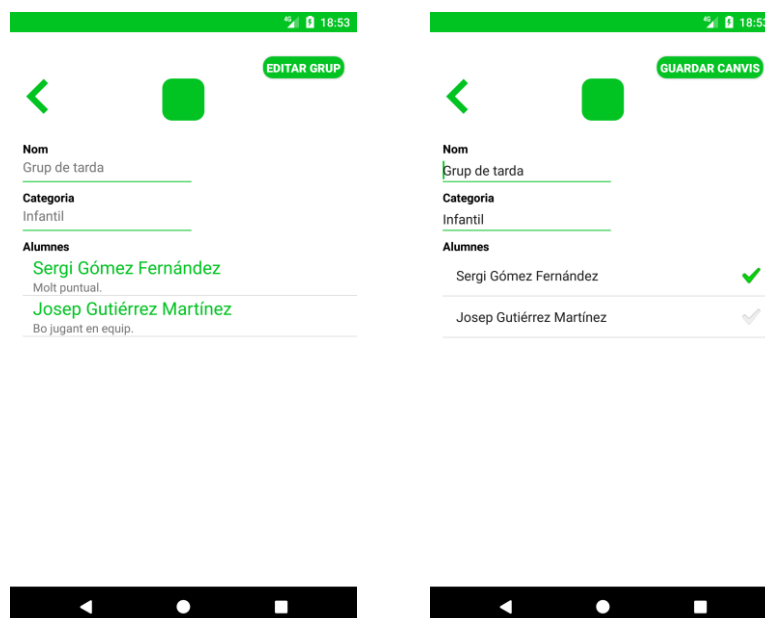 18:53
EDITAR GRUP
Nom
Grup de tarda
Categoria
Infantil
Alumnes
Sergi Gómez Fernández
Molt puntual.
Josep Gutiérrez Martínez
Bo jugant en equip.
18:53
GUARDAR CANVIS
Nom
Grup de tarda
Categoria
Infantil
Alumnes
Sergi Gómez Fernández
Josep Gutiérrez Martínez